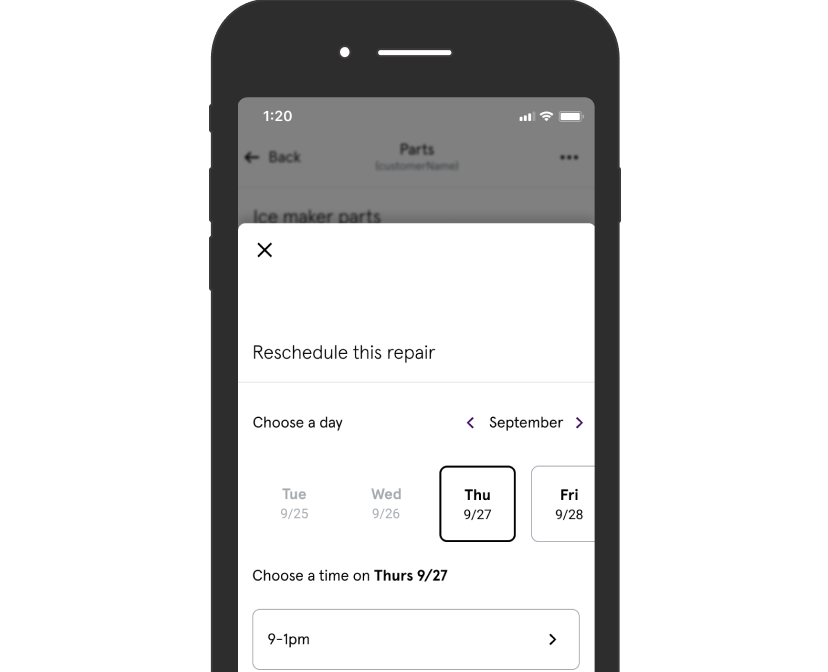 1:20
Back
Parts
{customerName}
Ice maker parts
Reschedule this repair
Choose a day
September
Tue
9/25
Wed
9/26
Thu
9/27
Fri
9/28
Choose a time on Thurs 9/27
9-1pm